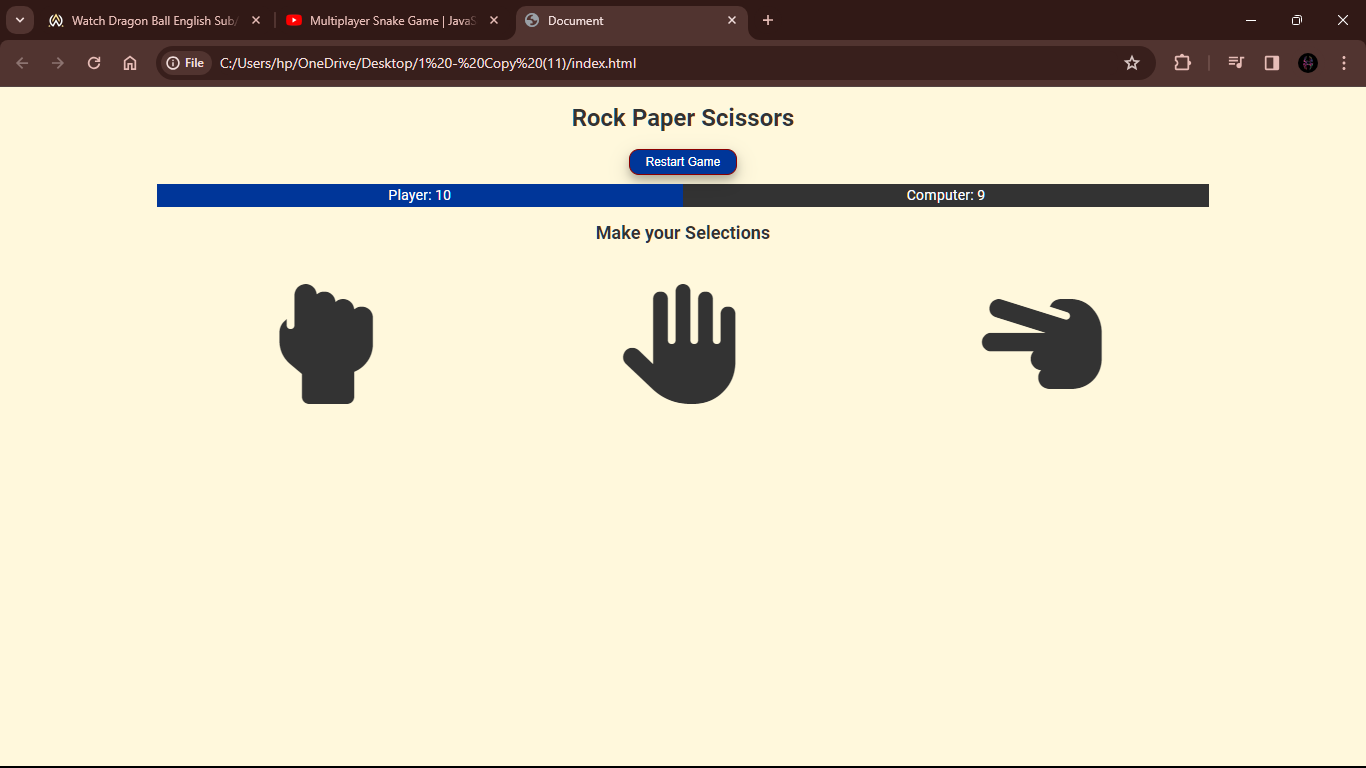 Watch Dragon Ball English Sub/
Multiplayer Snake Game | JavaS
Document
File
C:/Users/hp/OneDrive/Desktop/1%20-%20Copy%20(11)/index.html
Rock Paper Scissors
Restart Game
Player: 10
Computer: 9
Make your Selections